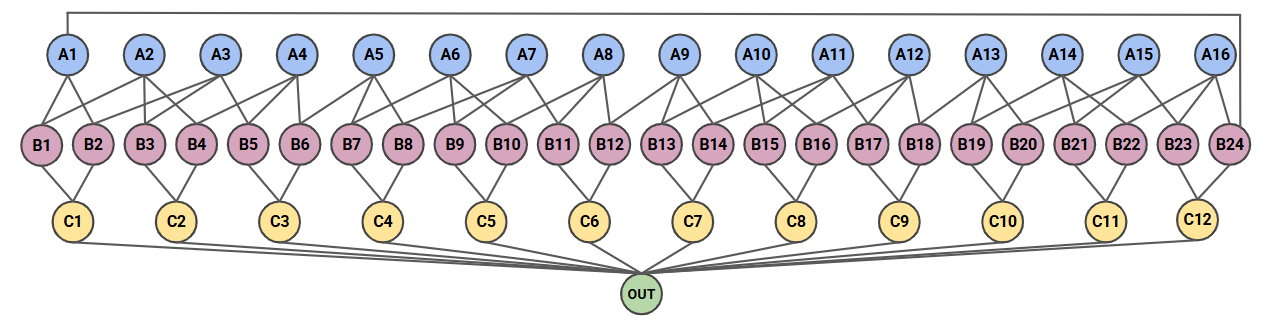 A1 A2 A3 A4 A5 A6 A7 A8 A9 A10 A11 A12 A13 A14 A15 A16
B1 B2 B3 B4 B5 B6 B7 B8 B9 B10 B11 B12 B13 B14 B15 B16 B17 B18 B19 B20 B21 B22 B23 B24
C1 C2 C3 C4 C5 C6 C7 C8 C9 C10 C11 C12
OUT